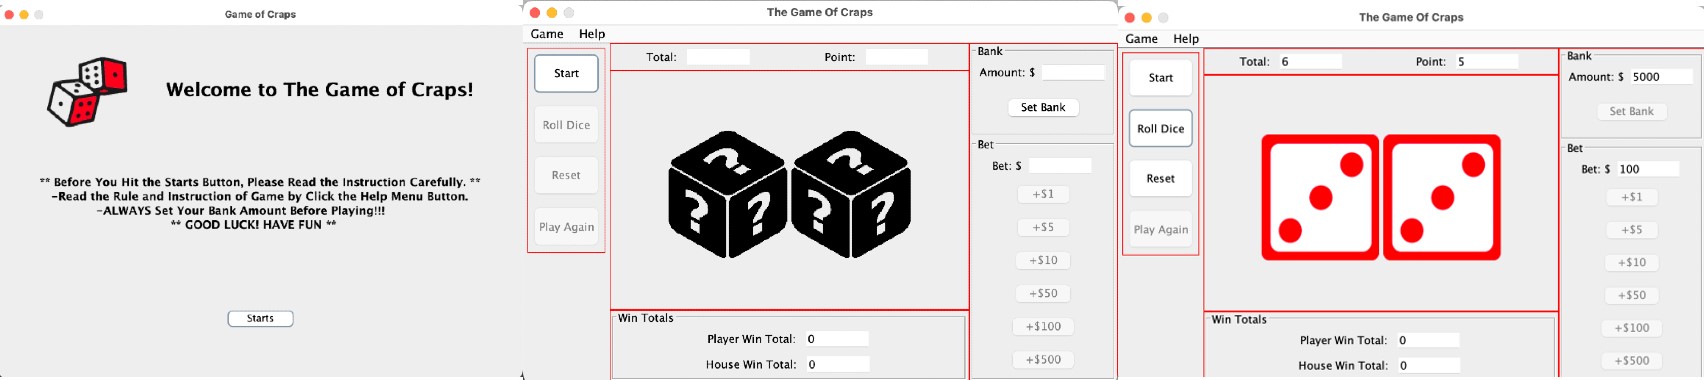 Game of Craps
Welcome to The Game of Craps!
** Before You Hit the Starts Button, Please Read the Instruction Carefully. **
-Read the Rule and Instruction of Game by Click the Help Menu Button.
-ALWAYS Set Your Bank Amount Before Playing!!!
** GOOD LUCK! HAVE FUN **
Starts
The Game Of Craps
Game Help
Start
Roll Dice
Reset
Play Again
Total: Point:
? ? ? ? ? ?
Win Totals
Player Win Total: 0
House Win Total: 0
Bank
Amount: $
Set Bank
Bet
Bet: $
+$1
+$5
+$10
+$50
+$100
+$500
The Game Of Craps
Game Help
Start
Roll Dice
Reset
Play Again
Total: 6 Point: 5
Win Totals
Player Win Total: 0
House Win Total: 0
Bank
Amount: $ 5000
Set Bank
Bet
Bet: $ 100
+$1
+$5
+$10
+$50
+$100
+$500